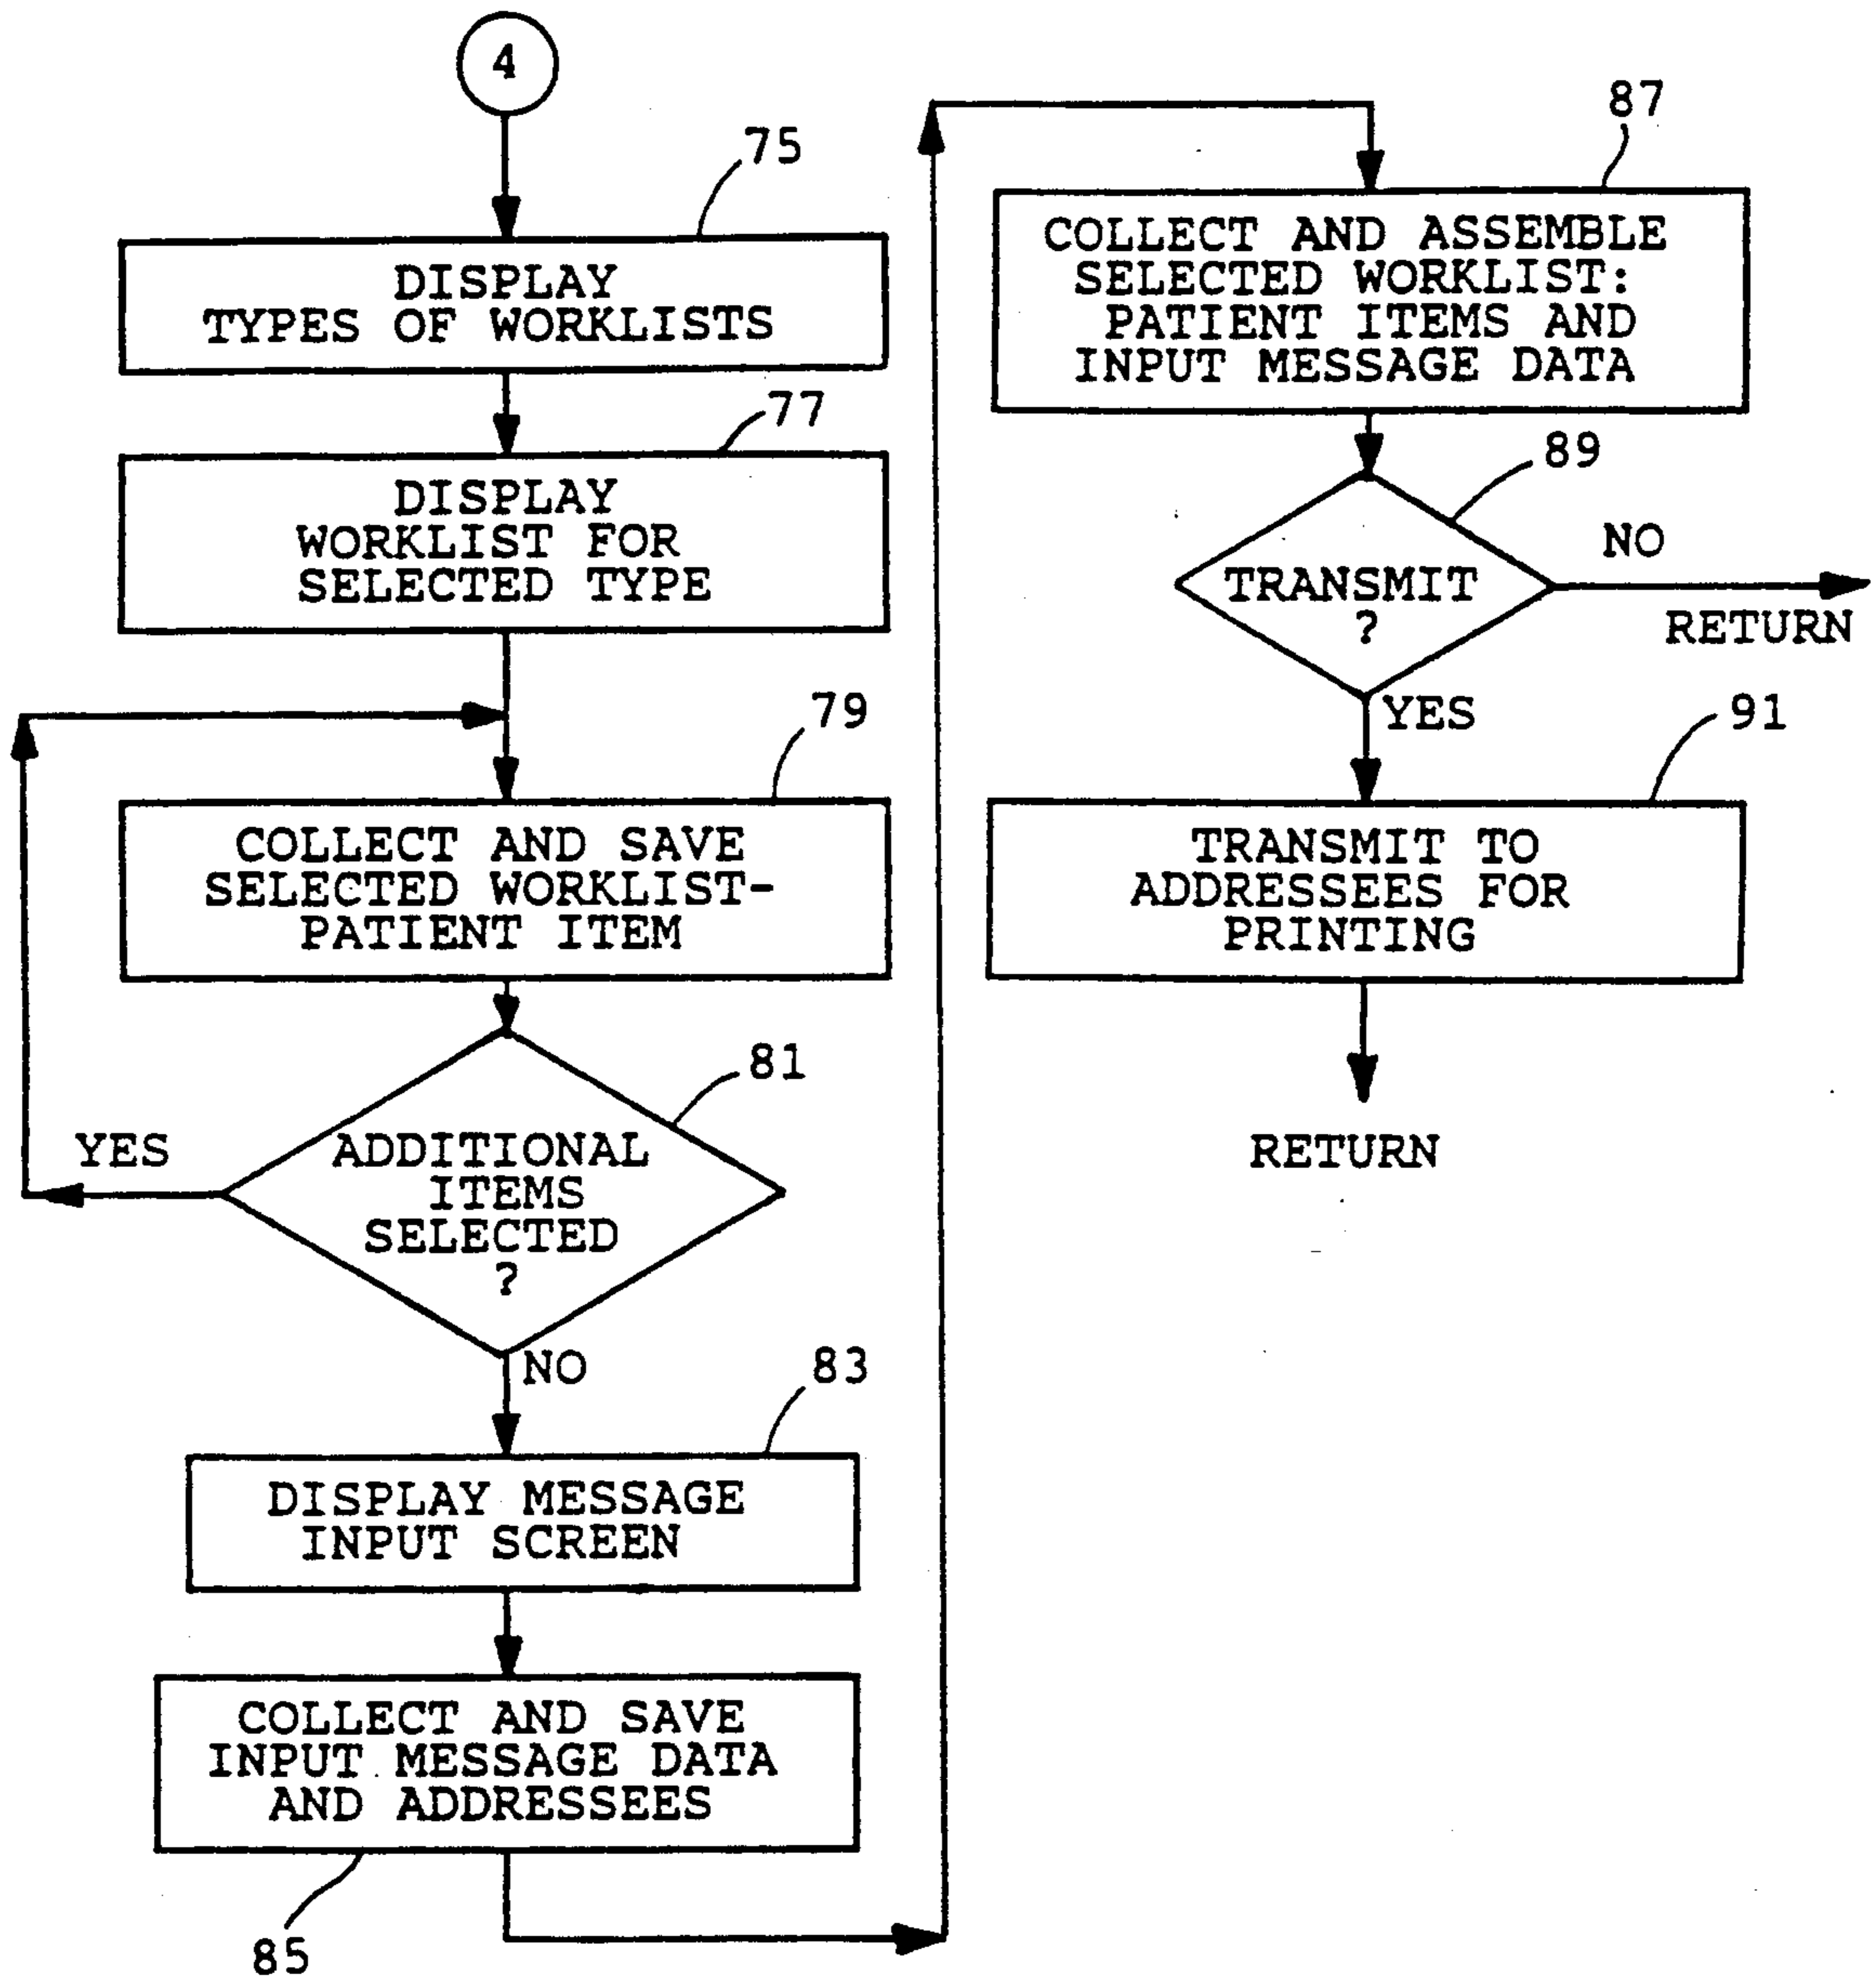 4
75
DISPLAY
TYPES OF WORKLISTS
77
DISPLAY
WORKLIST FOR
SELECTED TYPE
79
COLLECT AND SAVE
SELECTED WORKLIST-
PATIENT ITEM
81
YES
ADDITIONAL
ITEMS
SELECTED
?
NO
83
DISPLAY MESSAGE
INPUT SCREEN
COLLECT AND SAVE
INPUT MESSAGE DATA
AND ADDRESSEES
85
87
COLLECT AND ASSEMBLE
SELECTED WORKLIST:
PATIENT ITEMS AND
INPUT MESSAGE DATA
89
NO
TRANSMIT
?
RETURN
YES
91
TRANSMIT TO
ADDRESSEES FOR
PRINTING
RETURN